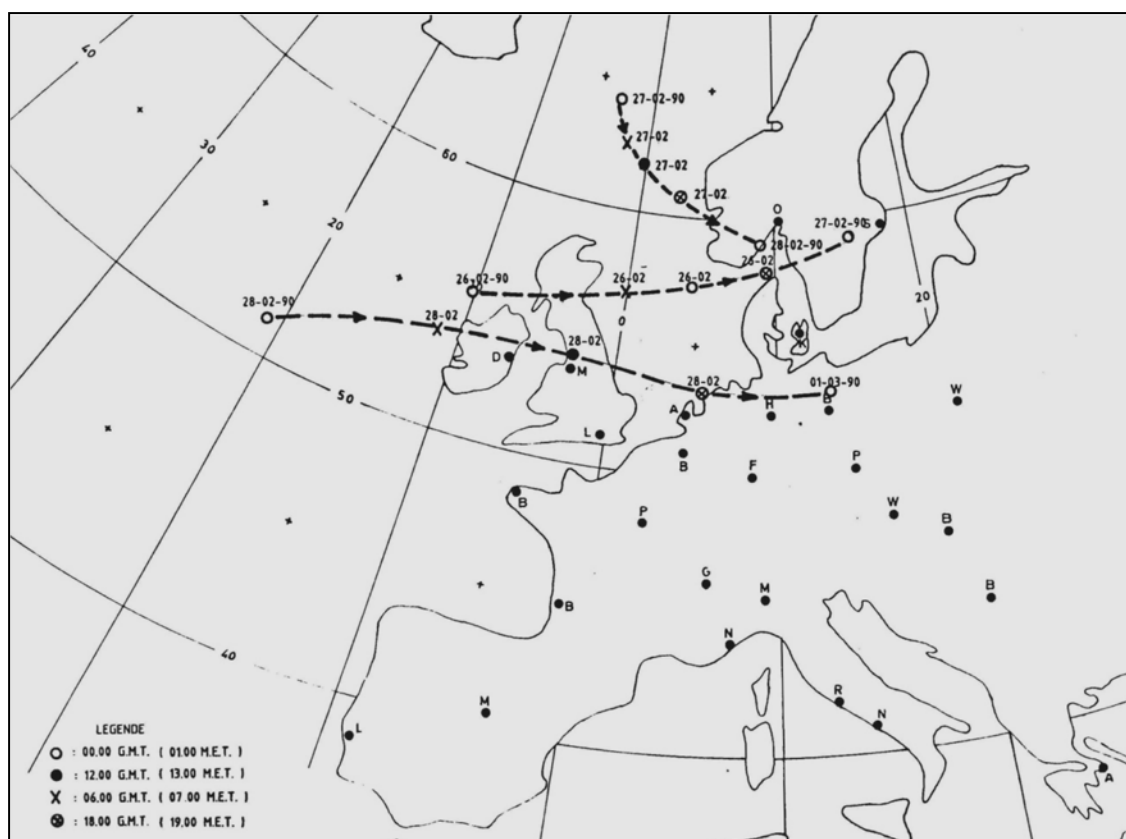 40
27-02-90
30
27-02
60
27-02
27-02
O
27-02-90
S
20
28-02-90
26-02
26-02-90
26-02
26-02
28-02-90
20
28-02
0
28-02
K
D
M
28-02
01-03-90
50
A
H
B
W
L
B
F
P
B
P
W
B
G
B
M
B
N
40
R
M
N
L
LEGENDE
: 00.00 G.M.T. ( 01.00 M.E.T. )
: 12.00 G.M.T. ( 13.00 M.E.T. )
: 06.00 G.M.T. ( 07.00 M.E.T. )
: 18.00 G.M.T. ( 19.00 M.E.T. )
A